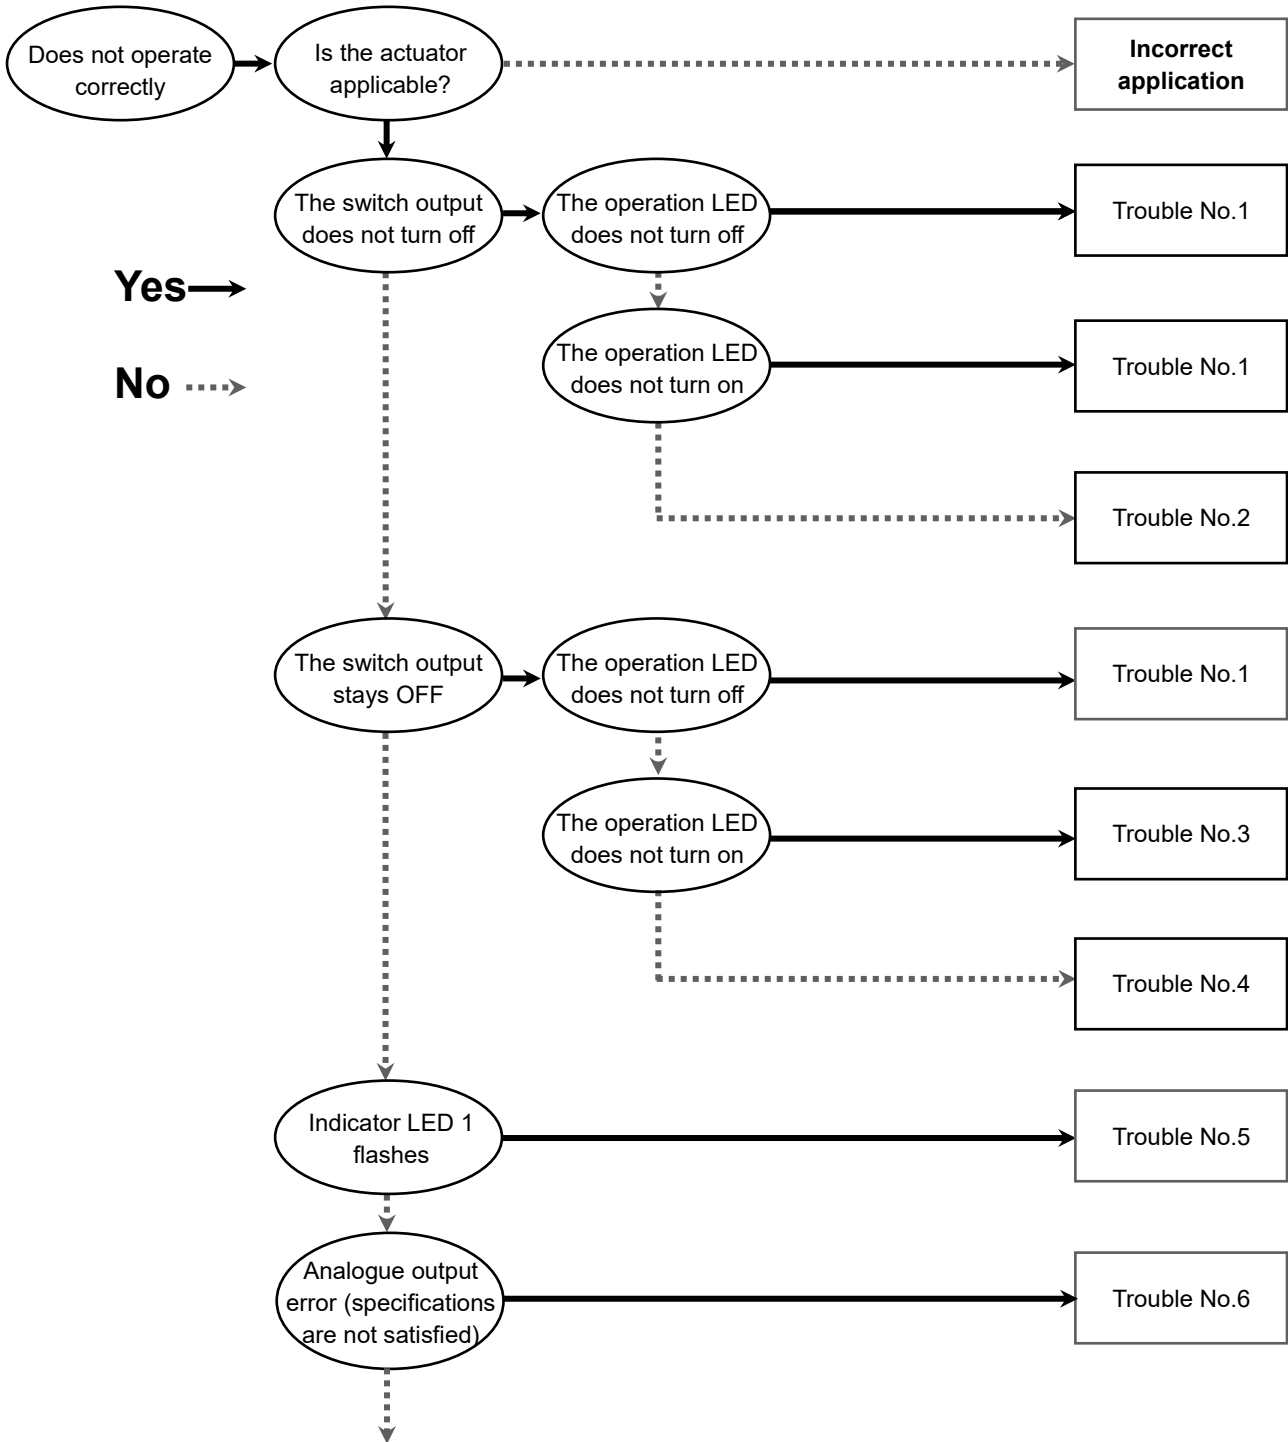 Does not operate
correctly
Is the actuator
applicable?
Incorrect
application
The switch output
does not turn off
The operation LED
does not turn off
Trouble No.1
Yes
The operation LED
does not turn on
Trouble No.1
No
Trouble No.2
The switch output
stays OFF
The operation LED
does not turn off
Trouble No.1
The operation LED
does not turn on
Trouble No.3
Trouble No.4
Indicator LED 1
flashes
Trouble No.5
Analogue output
error (specifications
are not satisfied)
Trouble No.6